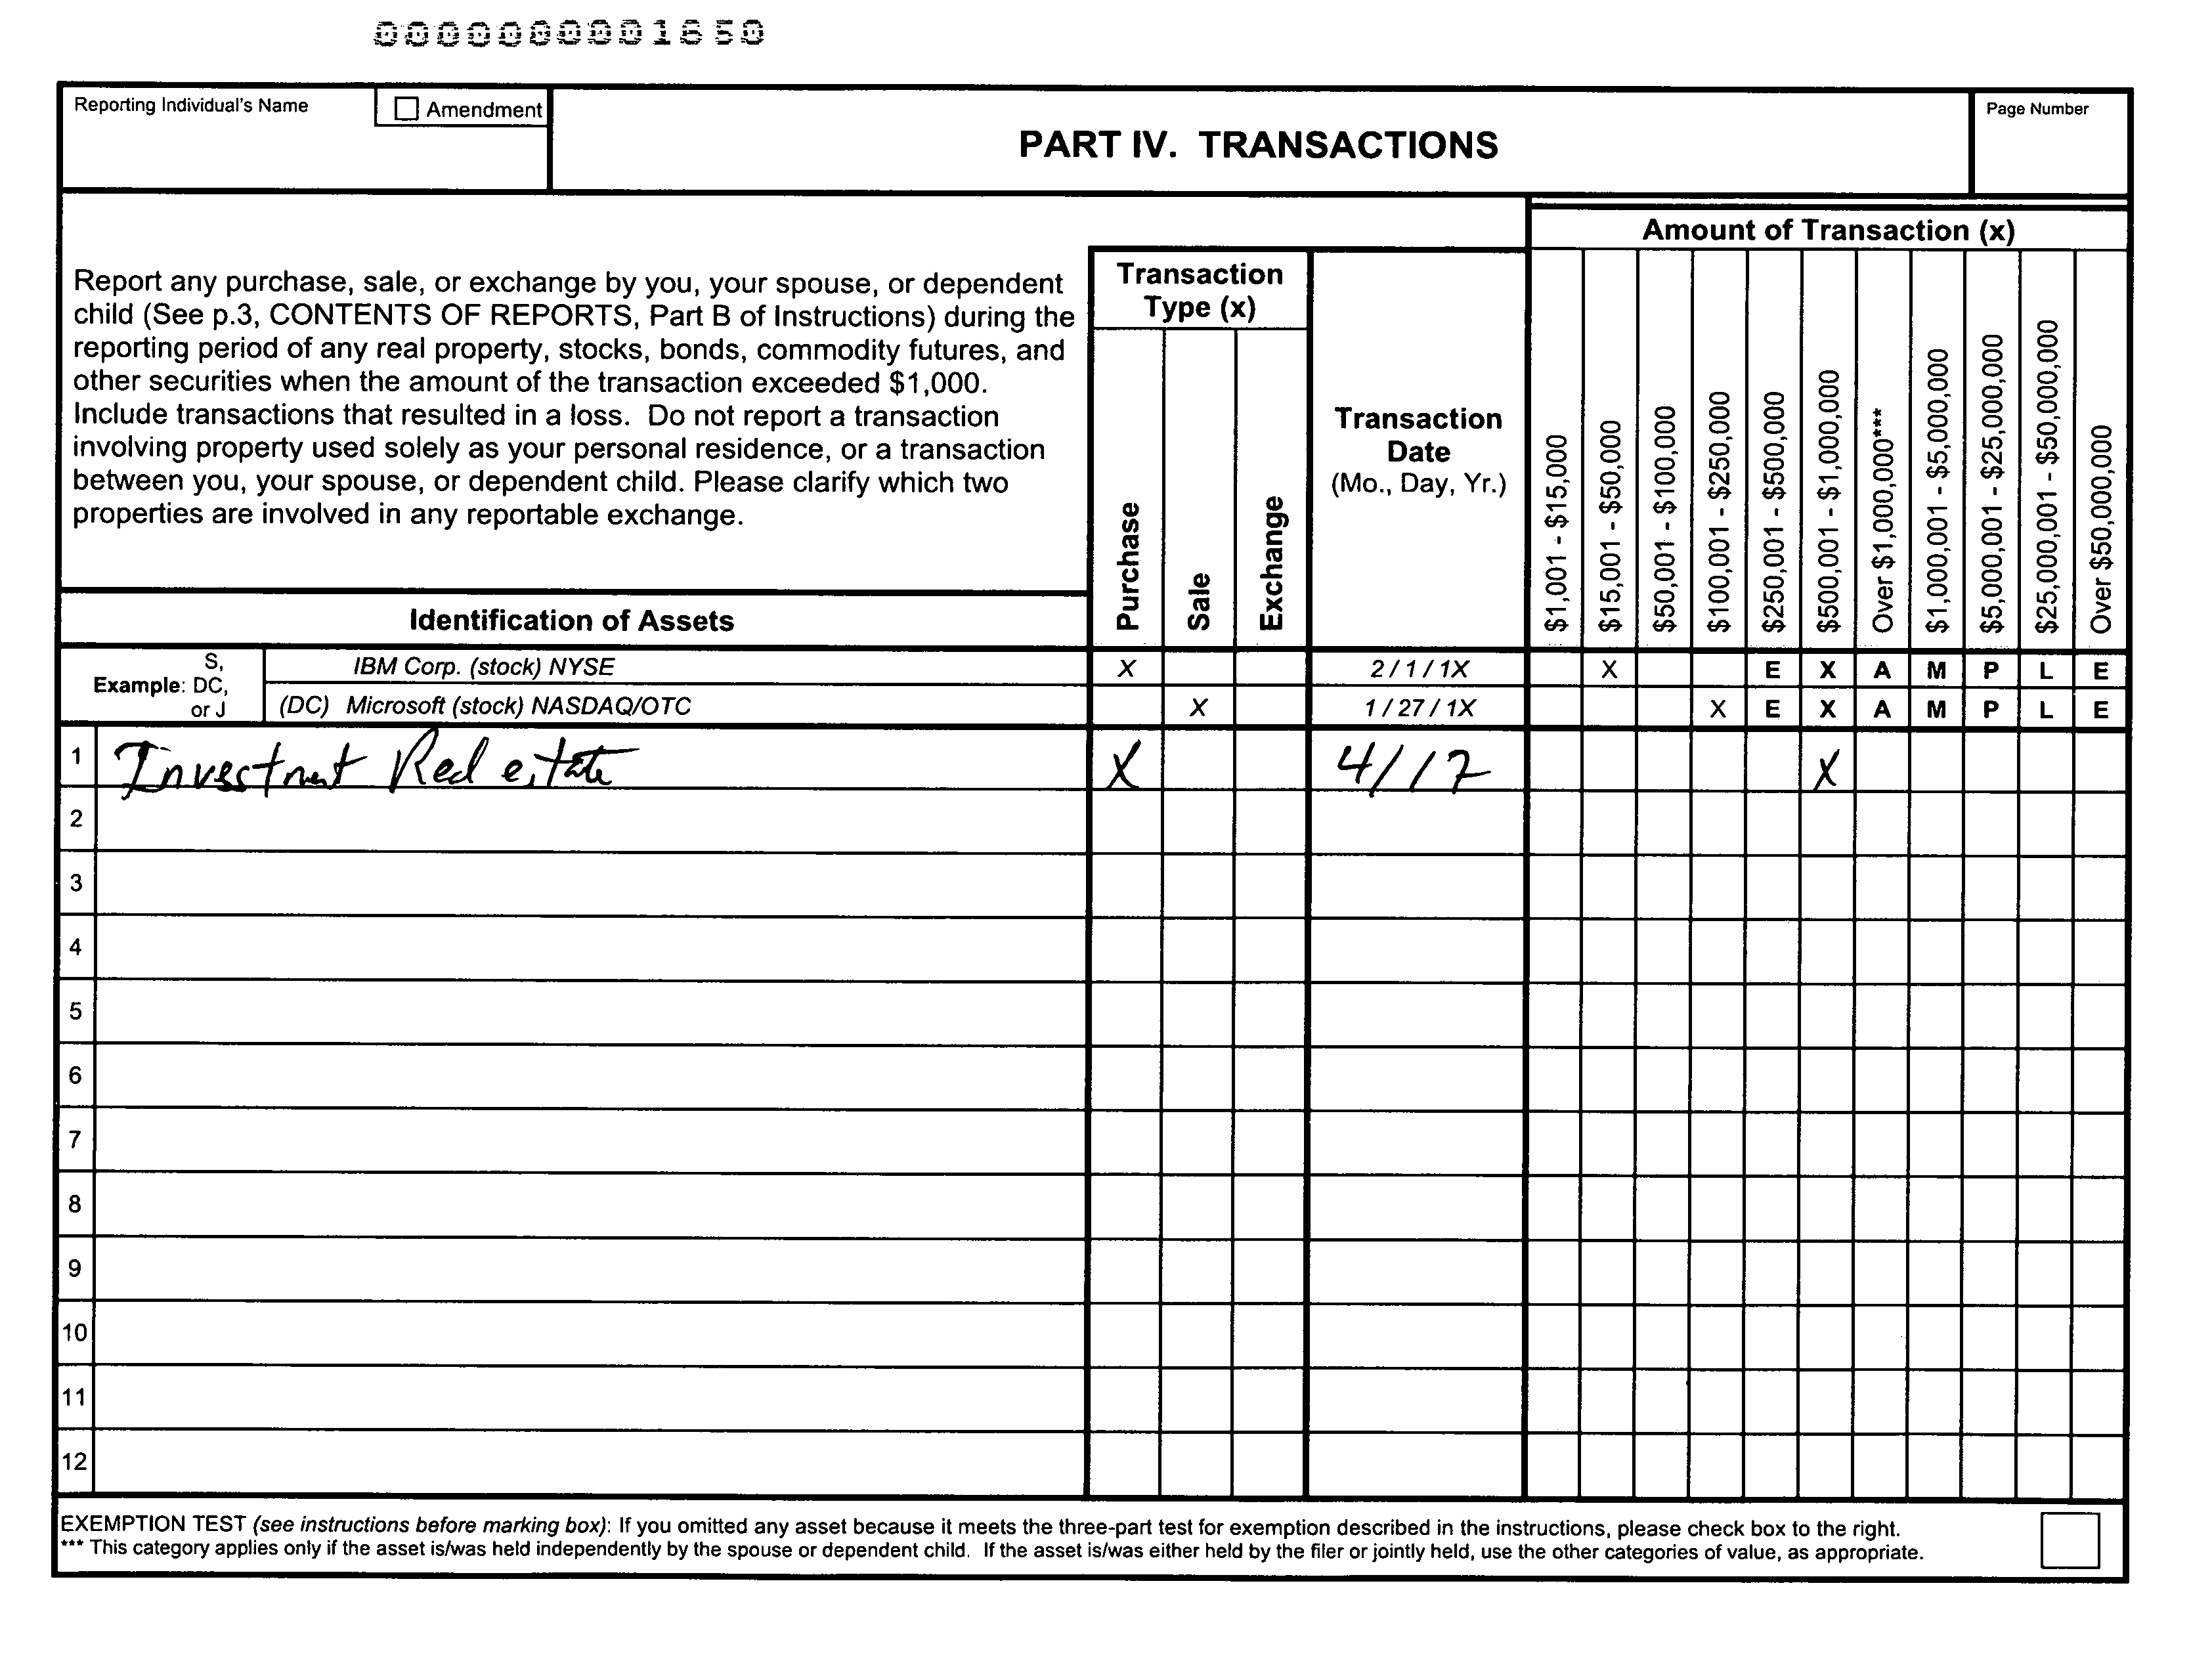 0000000001650
Reporting Individual's Name
Amendment
PART IV. TRANSACTIONS
Page Number
Report any purchase, sale, or exchange by you, your spouse, or dependent
child (See p.3, CONTENTS OF REPORTS, Part B of Instructions) during the
reporting period of any real property, stocks, bonds, commodity futures, and
other securities when the amount of the transaction exceeded $1,000.
Include transactions that resulted in a loss. Do not report a transaction
involving property used solely as your personal residence, or a transaction
between you, your spouse, or dependent child. Please clarify which two
properties are involved in any reportable exchange.
Identification of Assets
Transaction
Type (x)
Purchase
Sale
Exchange
Transaction
Date
(Mo., Day, Yr.)
Amount of Transaction (x)
$1,001 - $15,000
$15,001 - $50,000
$50,001 - $100,000
$100,001 - $250,000
$250,001 - $500,000
$500,001 - $1,000,000
Over $1,000,000***
$1,000,001 - $5,000,000
$5,000,001 - $25,000,000
$25,000,001 - $50,000,000
Over $50,000,000
Example: S, DC, or J
IBM Corp. (stock) NYSE X 2 / 1 / 1X X E X A M P L E
(DC) Microsoft (stock) NASDAQ/OTC X 1 / 27 / 1X X E X A M P L E
1 Investment Real estate X 4/17 X
2
3
4
5
6
7
8
9
10
11
12
EXEMPTION TEST (see instructions before marking box): If you omitted any asset because it meets the three-part test for exemption described in the instructions, please check box to the right.
*** This category applies only if the asset is/was held independently by the spouse or dependent child. If the asset is/was either held by the filer or jointly held, use the other categories of value, as appropriate.